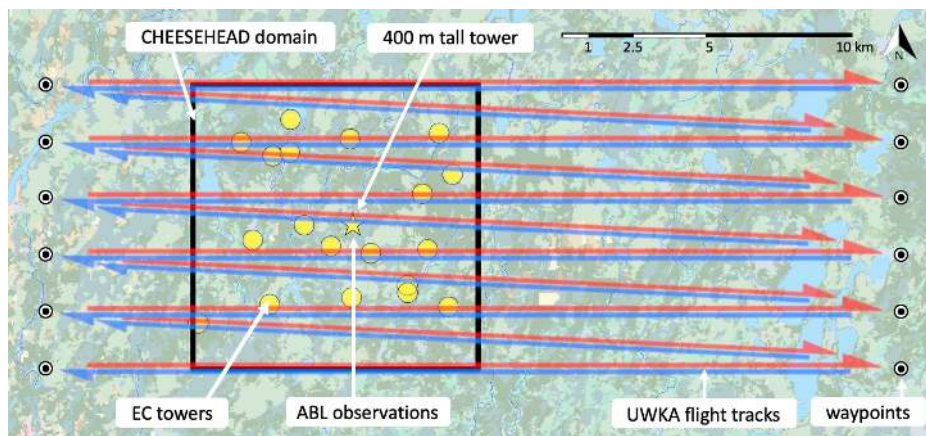 CHEESEHEAD domain
400 m tall tower
1 2.5 5 10 km
N
EC towers
ABL observations
UWKA flight tracks
waypoints